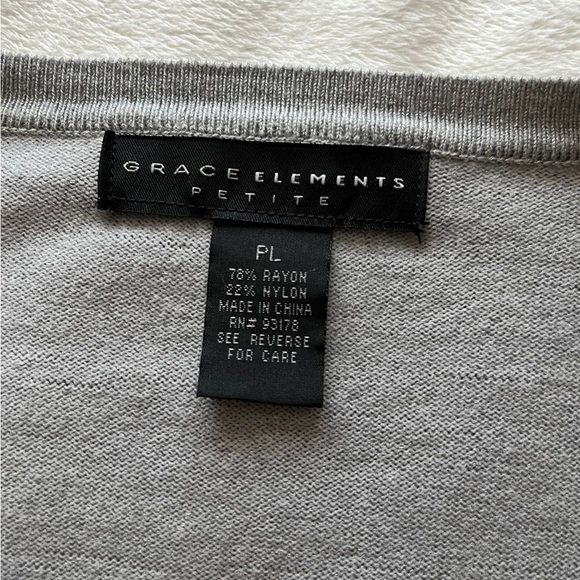 GRACE ELEMENTS
PETITE
PL
78% RAYON
22% NYLON
MADE IN CHINA
RN# 93178
SEE REVERSE
FOR CARE